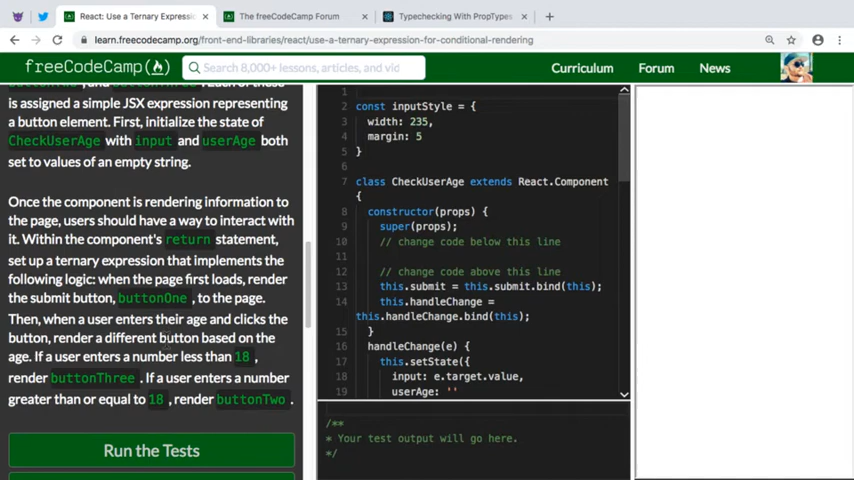 React: Use a Ternary Expressi
The freeCodeCamp Forum
Typechecking With PropTypes
learn.freecodecamp.org/front-end-libraries/react/use-a-ternary-expression-for-conditional-rendering
freeCodeCamp
Search 8,000+ lessons, articles, and vid
Curriculum
Forum
News
is assigned a simple JSX expression representing
a button element. First, initialize the state of
CheckUserAge with input and userAge both
set to values of an empty string.
Once the component is rendering information to
the page, users should have a way to interact with
it. Within the component's return statement,
set up a ternary expression that implements the
following logic: when the page first loads, render
the submit button, buttonOne , to the page.
Then, when a user enters their age and clicks the
button, render a different button based on the
age. If a user enters a number less than 18 ,
render buttonThree . If a user enters a number
greater than or equal to 18 , render buttonTwo .
Run the Tests
1
2 const inputStyle = {
3 width: 235,
4 margin: 5
5 }
6
7 class CheckUserAge extends React.Component
{
8 constructor(props) {
9 super(props);
10 // change code below this line
11
12 // change code above this line
13 this.submit = this.submit.bind(this);
14 this.handleChange =
this.handleChange.bind(this);
15 }
16 handleChange(e) {
17 this.setState({
18 input: e.target.value,
19 userAge: ''
/**
* Your test output will go here.
*/